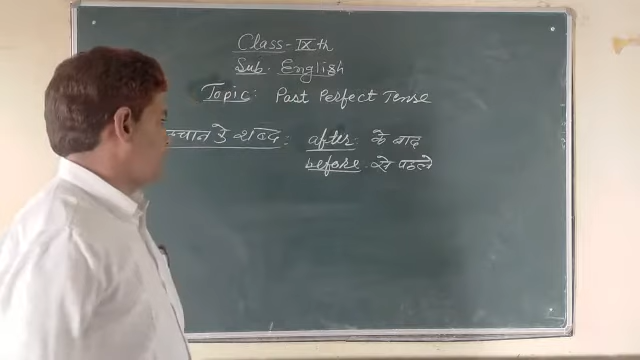 Class - IXth
Sub. English
Topic: Past Perfect Tense
के शब्द : after: के बाद
before: से पहले